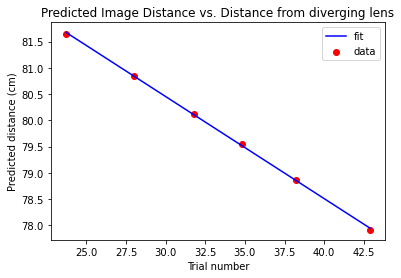 Predicted Image Distance vs. Distance from diverging lens
fit
data
Predicted distance (cm)
81.5
81.0
80.5
80.0
79.5
79.0
78.5
78.0
25.0 27.5 30.0 32.5 35.0 37.5 40.0 42.5
Trial number